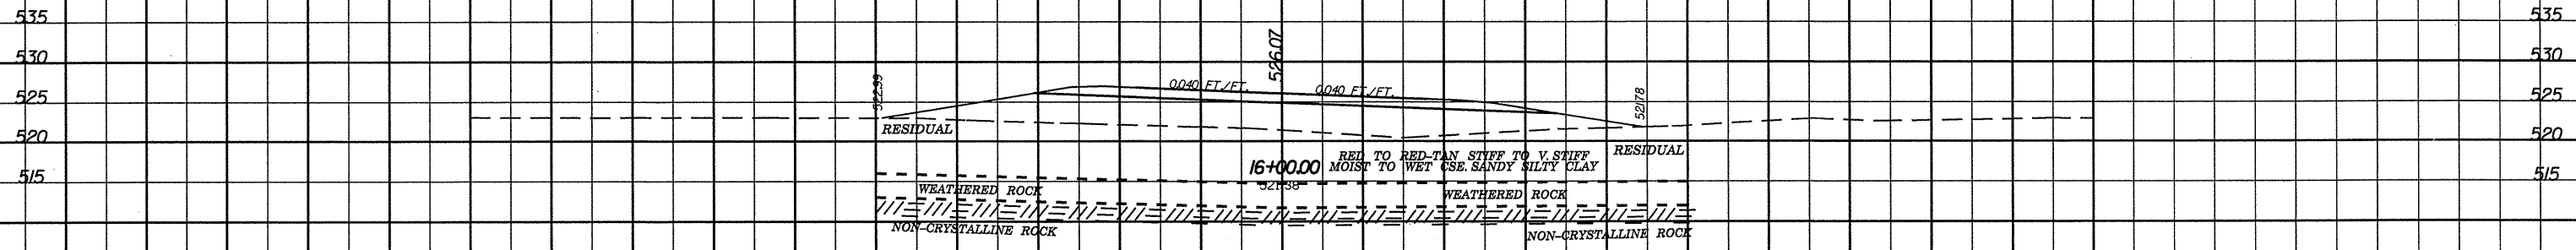 535 535
530 530
526.07
525 525
522.99
0.040 FT./FT. 0.040 FT./FT.
521.78
RESIDUAL
520 520
16+00.00
RED TO RED-TAN STIFF TO V. STIFF
MOIST TO WET CSE. SANDY SILTY CLAY
RESIDUAL
515 515
521.38
WEATHERED ROCK
WEATHERED ROCK
NON-CRYSTALLINE ROCK
NON-CRYSTALLINE ROCK